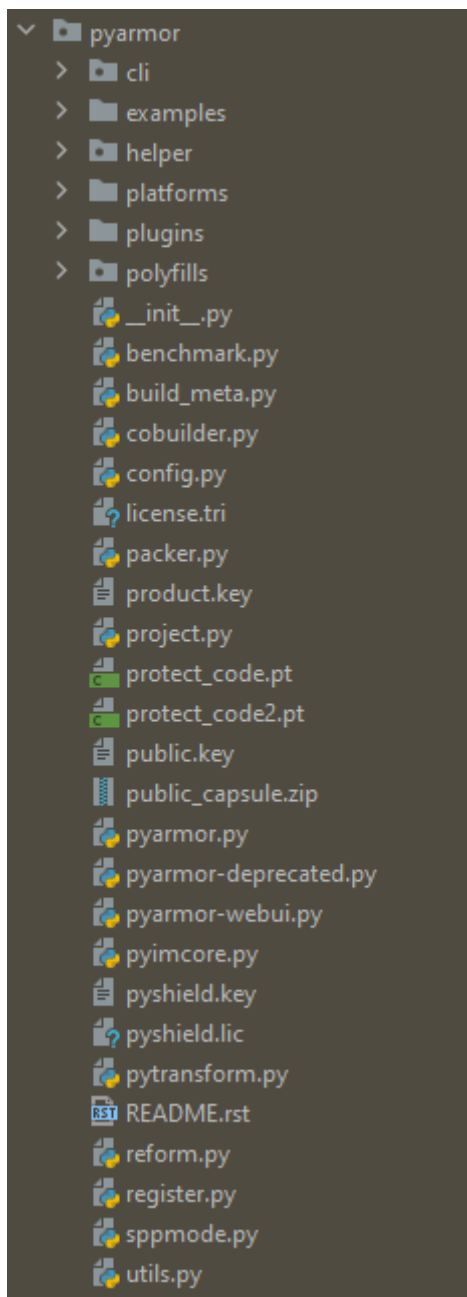 pyarmor
cli
examples
helper
platforms
plugins
polyfills
__init__.py
benchmark.py
build_meta.py
cobuilder.py
config.py
license.tri
packer.py
product.key
project.py
protect_code.pt
protect_code2.pt
public.key
public_capsule.zip
pyarmor.py
pyarmor-deprecated.py
pyarmor-webui.py
pyimcore.py
pyshield.key
pyshield.lic
pytransform.py
README.rst
reform.py
register.py
sppmode.py
utils.py